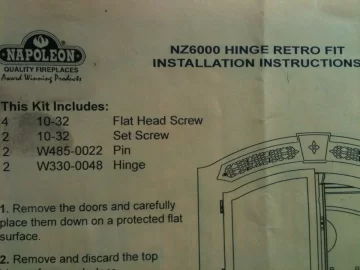 NAPOLEON
QUALITY FIREPLACES
Award Winning Products
NZ6000 HINGE RETRO FIT
INSTALLATION INSTRUCTIONS
This Kit Includes:
4 10-32 Flat Head Screw
2 10-32 Set Screw
2 W485-0022 Pin
2 W330-0048 Hinge
1. Remove the doors and carefully
place them down on a protected flat
surface.
2. Remove and discard the top